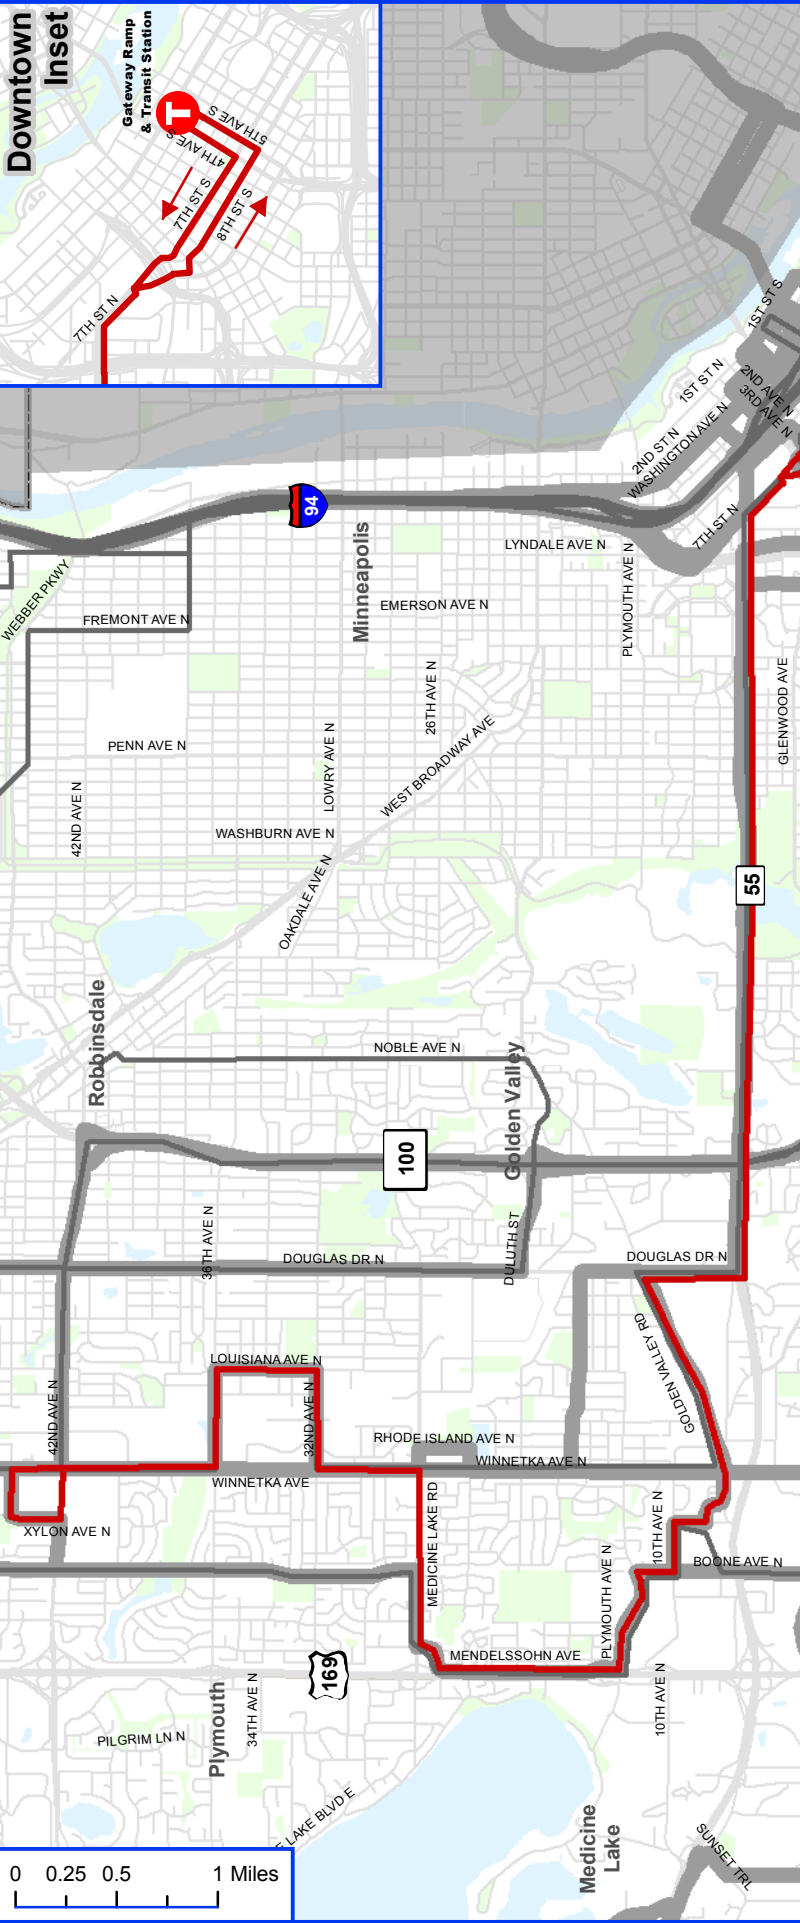 Downtown
Inset
Gateway Ramp
& Transit Station
T
5TH AVE S
4TH AVE S
7TH ST S
8TH ST S
7TH ST N
1ST ST S
1ST ST N
2ND AVE N
3RD AVE N
2ND ST N
WASHINGTON AVE N
94
7TH ST N
LYNDALE AVE N
PLYMOUTH AVE N
Minneapolis
WEBBER PKWY
FREMONT AVE N
EMERSON AVE N
26TH AVE N
GLENWOOD AVE
PENN AVE N
LOWRY AVE N
WEST BROADWAY AVE
42ND AVE N
WASHBURN AVE N
OAKDALE AVE N
55
Robbinsdale
NOBLE AVE N
Golden Valley
100
36TH AVE N
DOUGLAS DR N
DULUTH ST
DOUGLAS DR N
GOLDEN VALLEY RD
LOUISIANA AVE N
42ND AVE N
32ND AVE N
RHODE ISLAND AVE N
WINNETKA AVE N
WINNETKA AVE
XYLON AVE N
MEDICINE LAKE RD
10TH AVE N
BOONE AVE N
PLYMOUTH AVE N
MENDELSSOHN AVE
169
Plymouth
34TH AVE N
10TH AVE N
PILGRIM LN N
LAKE BLVD E
Medicine
Lake
SUNSET TRL
0 0.25 0.5 1 Miles